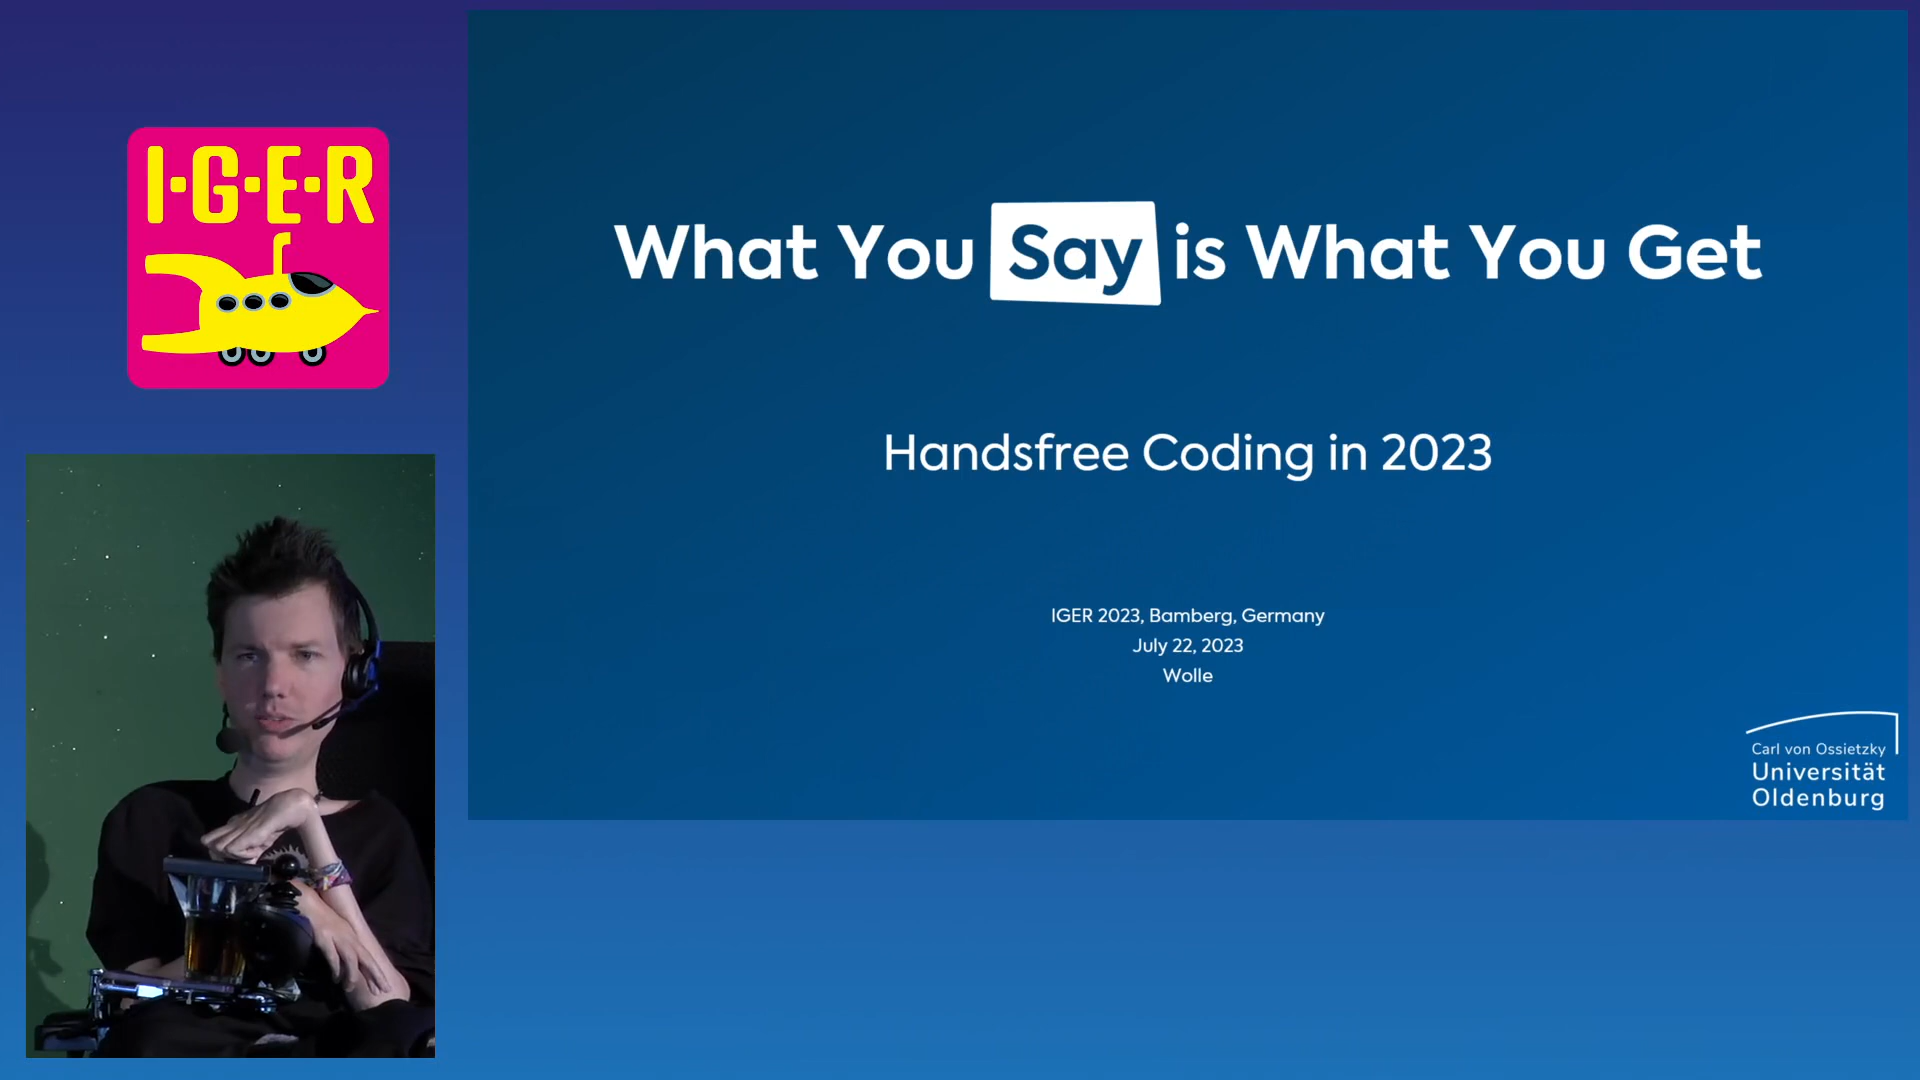 I·G·E·R
What You Say is What You Get
Handsfree Coding in 2023
IGER 2023, Bamberg, Germany
July 22, 2023
Wolle
Carl von Ossietzky
Universität
Oldenburg